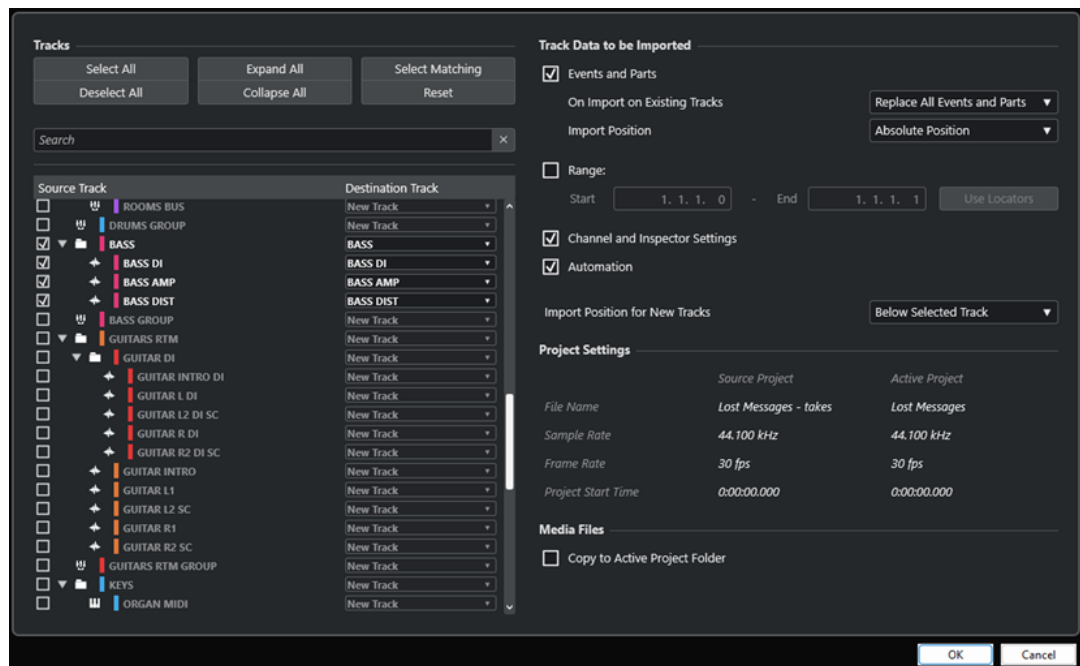 Tracks
Select All Expand All Select Matching
Deselect All Collapse All Reset
Search
Source Track Destination Track
ROOMS BUS New Track
DRUMS GROUP New Track
BASS BASS
BASS DI BASS DI
BASS AMP BASS AMP
BASS DIST BASS DIST
BASS GROUP New Track
GUITARS RTM New Track
GUITAR DI New Track
GUITAR INTRO DI New Track
GUITAR L DI New Track
GUITAR L2 DI SC New Track
GUITAR R DI New Track
GUITAR R2 DI SC New Track
GUITAR INTRO New Track
GUITAR L1 New Track
GUITAR L2 SC New Track
GUITAR R1 New Track
GUITAR R2 SC New Track
GUITARS RTM GROUP New Track
KEYS New Track
ORGAN MIDI New Track
Track Data to be Imported
Events and Parts
On Import on Existing Tracks Replace All Events and Parts
Import Position Absolute Position
Range:
Start 1. 1. 1. 0 - End 1. 1. 1. 1 Use Locators
Channel and Inspector Settings
Automation
Import Position for New Tracks Below Selected Track
Project Settings
Source Project Active Project
File Name Lost Messages - takes Lost Messages
Sample Rate 44.100 kHz 44.100 kHz
Frame Rate 30 fps 30 fps
Project Start Time 0:00:00.000 0:00:00.000
Media Files
Copy to Active Project Folder
OK Cancel